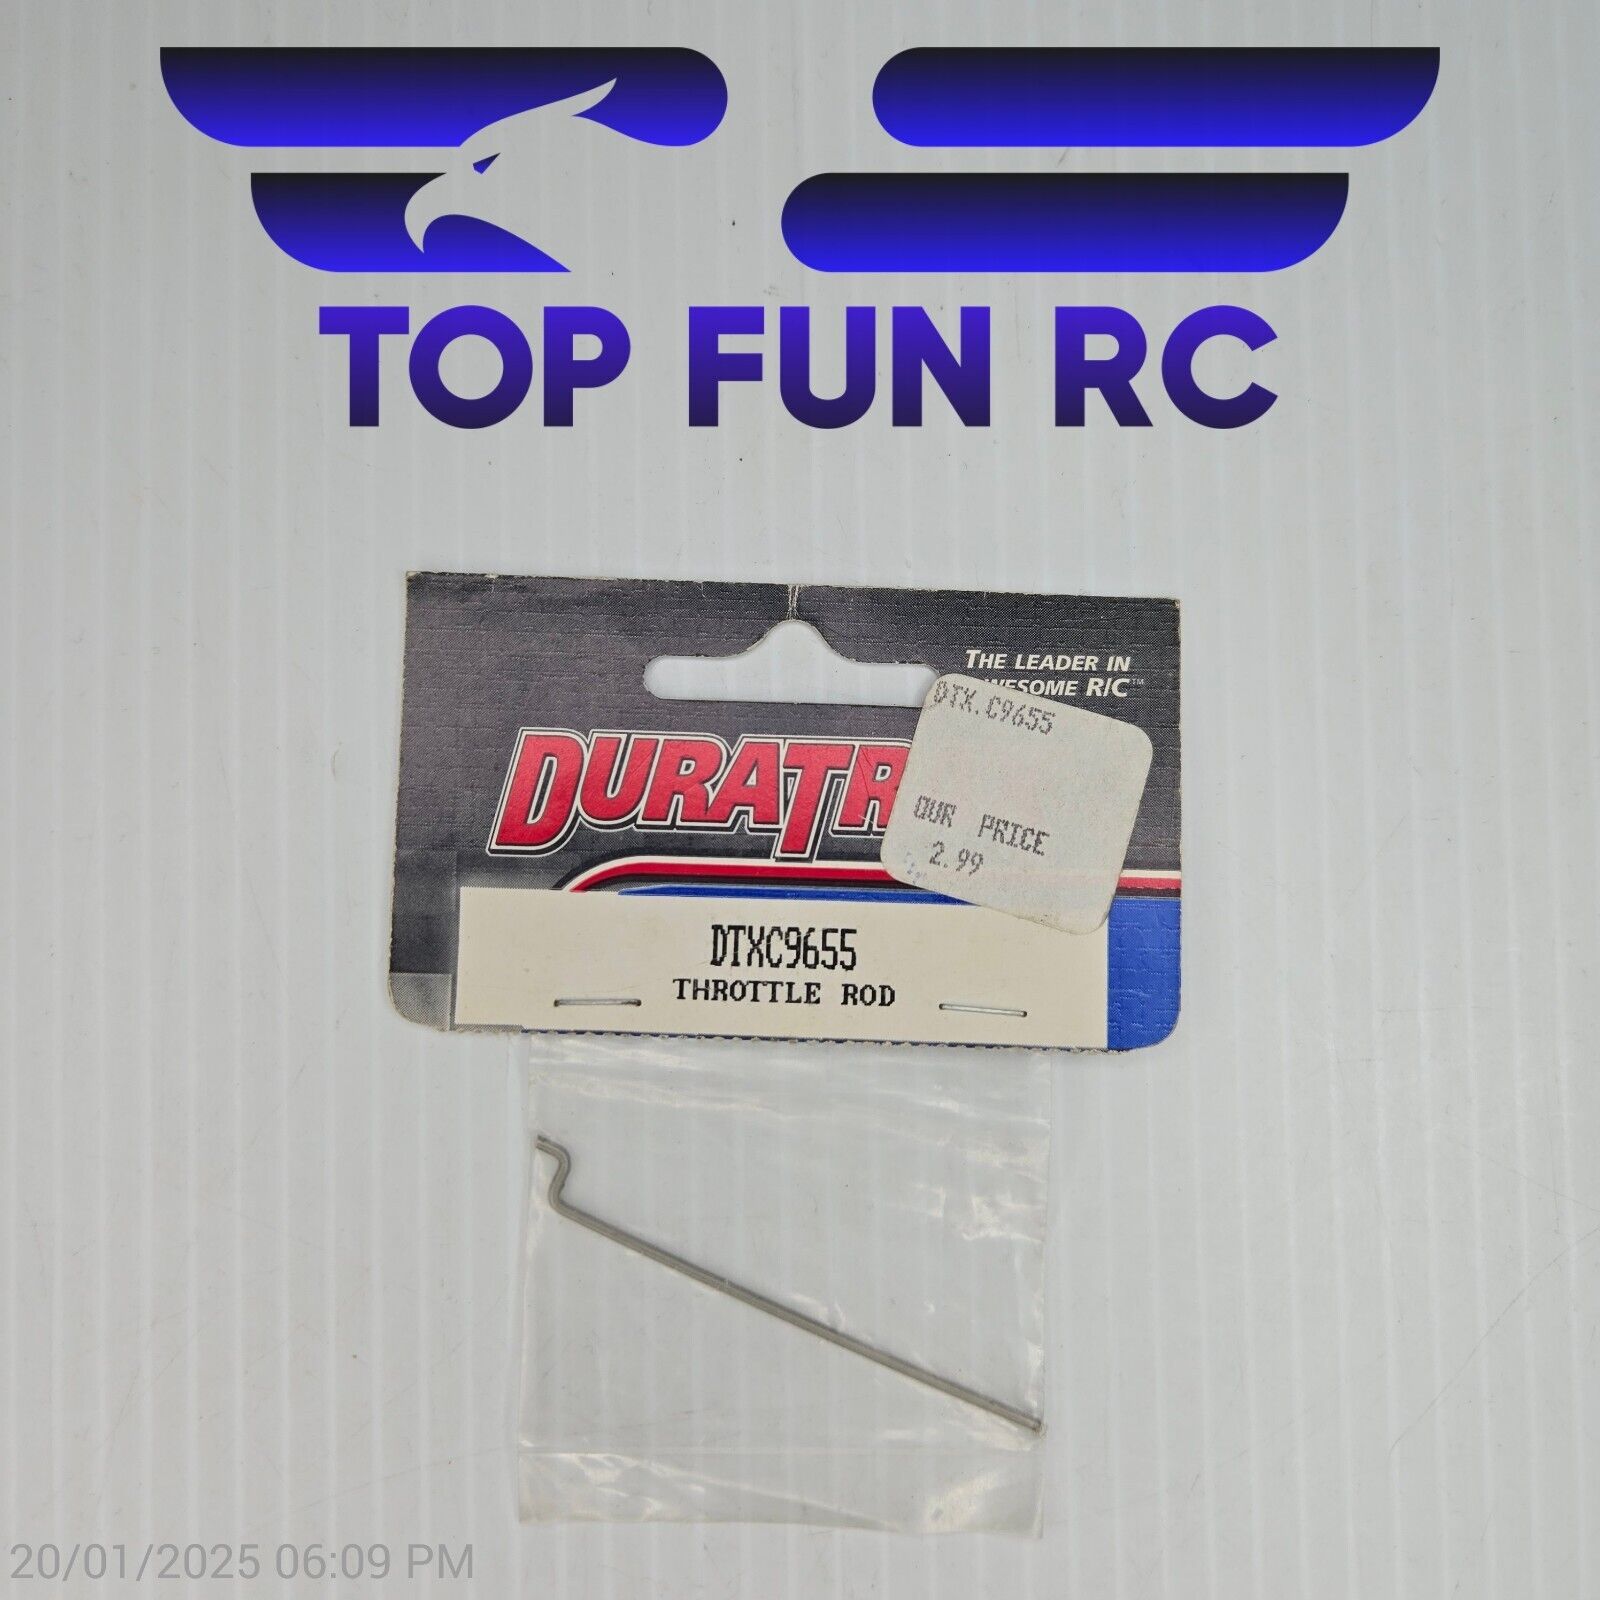 TOP FUN RC
THE LEADER IN
R/C™
DTX.C9655
DURATR
OUR PRICE
2.99
DTXC9655
THROTTLE ROD
20/01/2025 06:09 PM